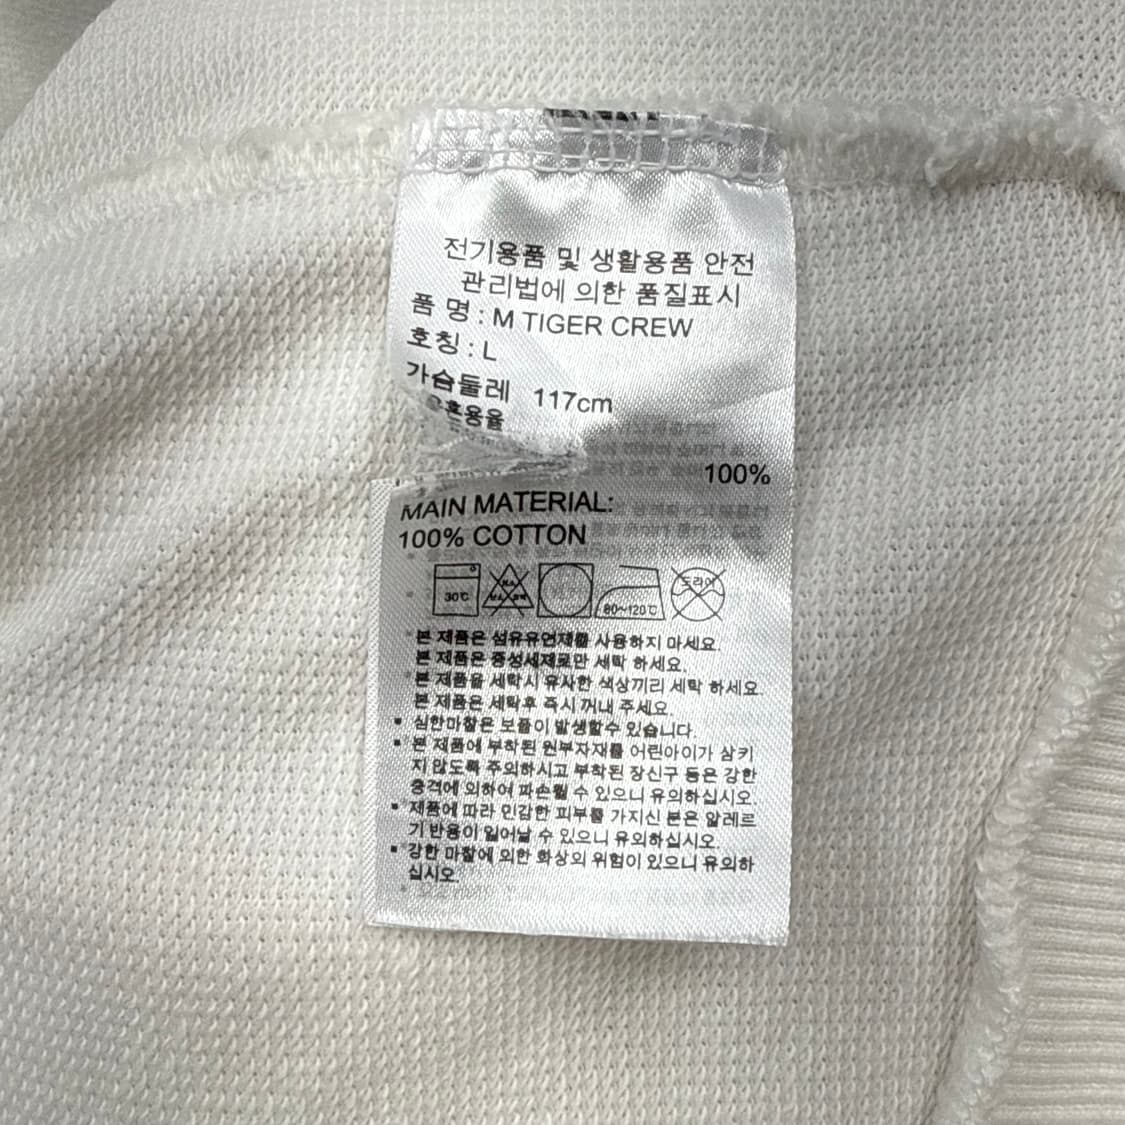 전기용품 및 생활용품 안전
관리법에 의한 품질표시
품 명 : M TIGER CREW
호칭 : L
가슴둘레 117cm
혼용율
100%
MAIN MATERIAL:
100% COTTON
30℃
80~120℃
드라이
본 제품은 섬유유연제를 사용하지 마세요.
본 제품은 중성세제로만 세탁 하세요.
본 제품을 세탁시 유사한 색상끼리 세탁 하세요.
본 제품은 세탁후 즉시 꺼내 주세요.
▪ 심한마찰은 보풀이 발생할수 있습니다.
▪ 본 제품에 부착된 원부자재를 어린아이가 삼키
지 않도록 주의하시고 부착된 장신구 등은 강한
충격에 의하여 파손될 수 있으니 유의하십시오.
▪ 제품에 따라 민감한 피부를 가지신 분은 알레르
기 반응이 일어날 수 있으니 유의하십시오.
▪ 강한 마찰에 의한 화상의 위험이 있으니 유의하
십시오.